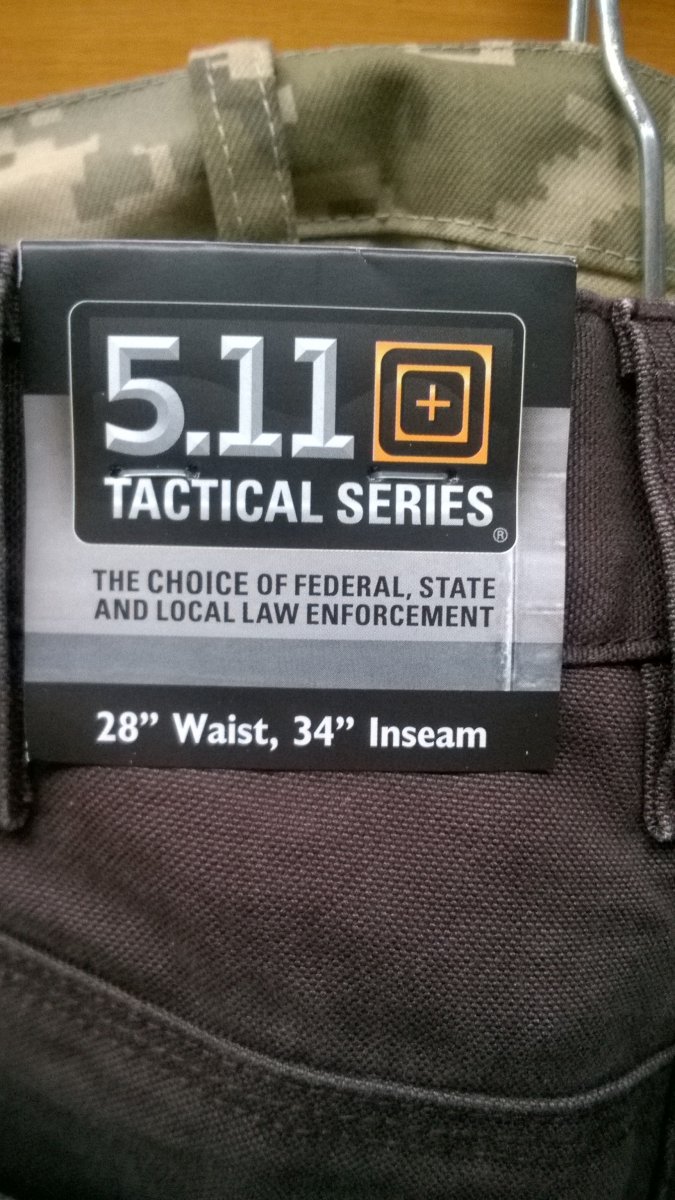 5.11
TACTICAL SERIES®
THE CHOICE OF FEDERAL, STATE
AND LOCAL LAW ENFORCEMENT
28” Waist, 34” Inseam